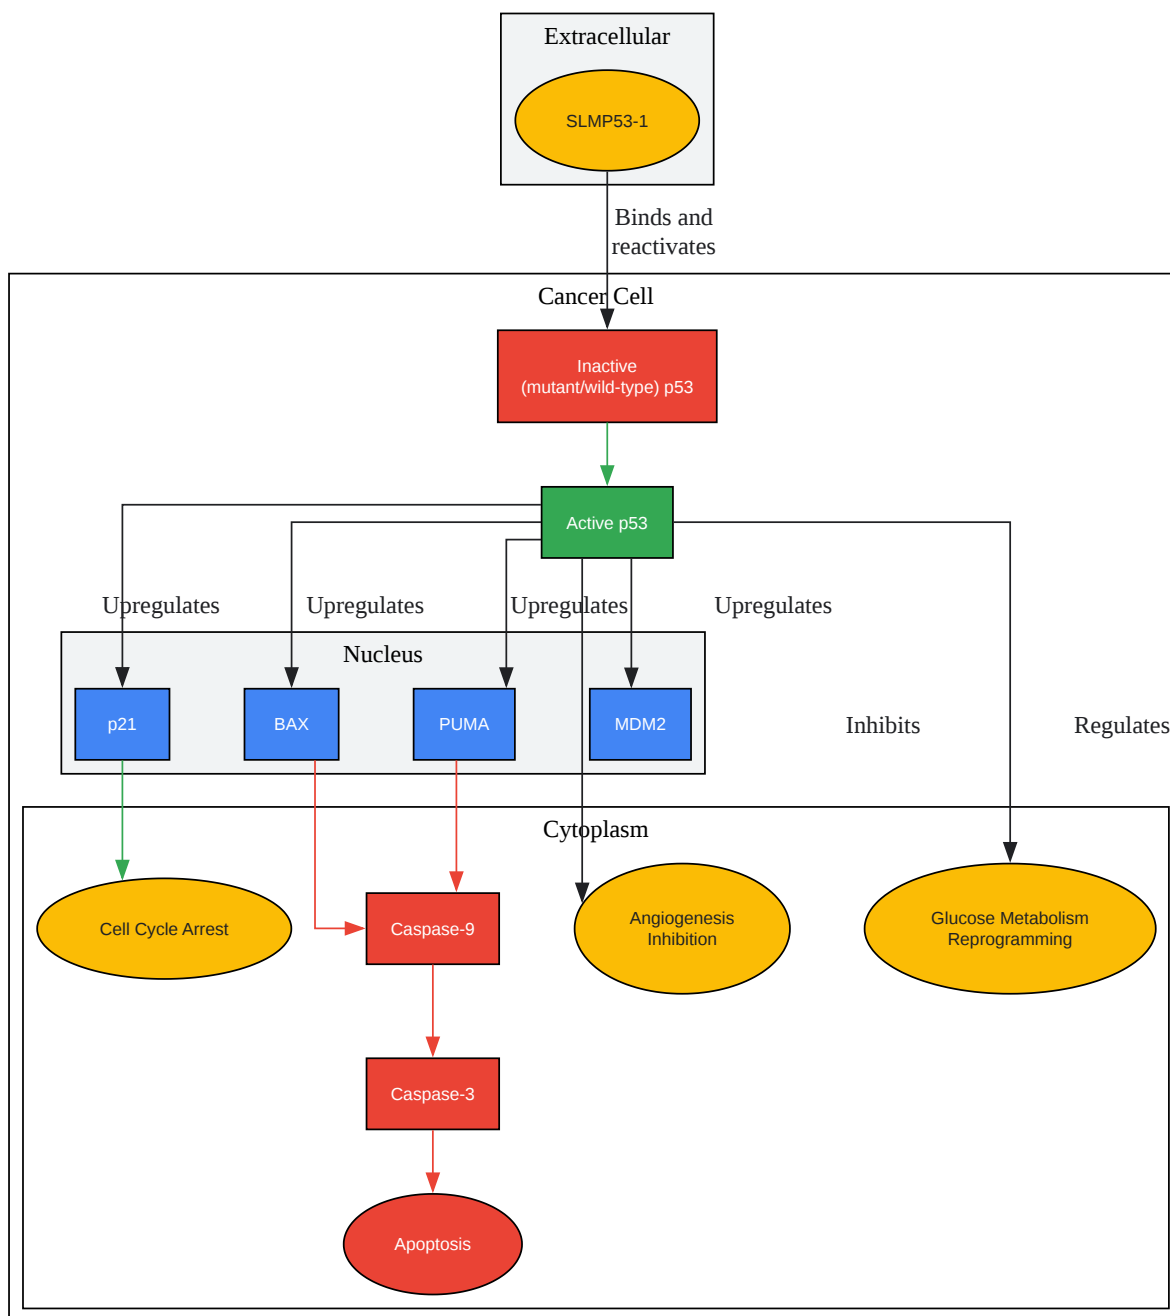 Extracellular
SLMP53-1
Binds and
reactivates
Cancer Cell
Inactive
(mutant/wild-type) p53
Active p53
Upregulates
Upregulates
Upregulates
Upregulates
Nucleus
p21
BAX
PUMA
MDM2
Inhibits
Regulates
Cytoplasm
Cell Cycle Arrest
Caspase-9
Angiogenesis
Inhibition
Glucose Metabolism
Reprogramming
Caspase-3
Apoptosis